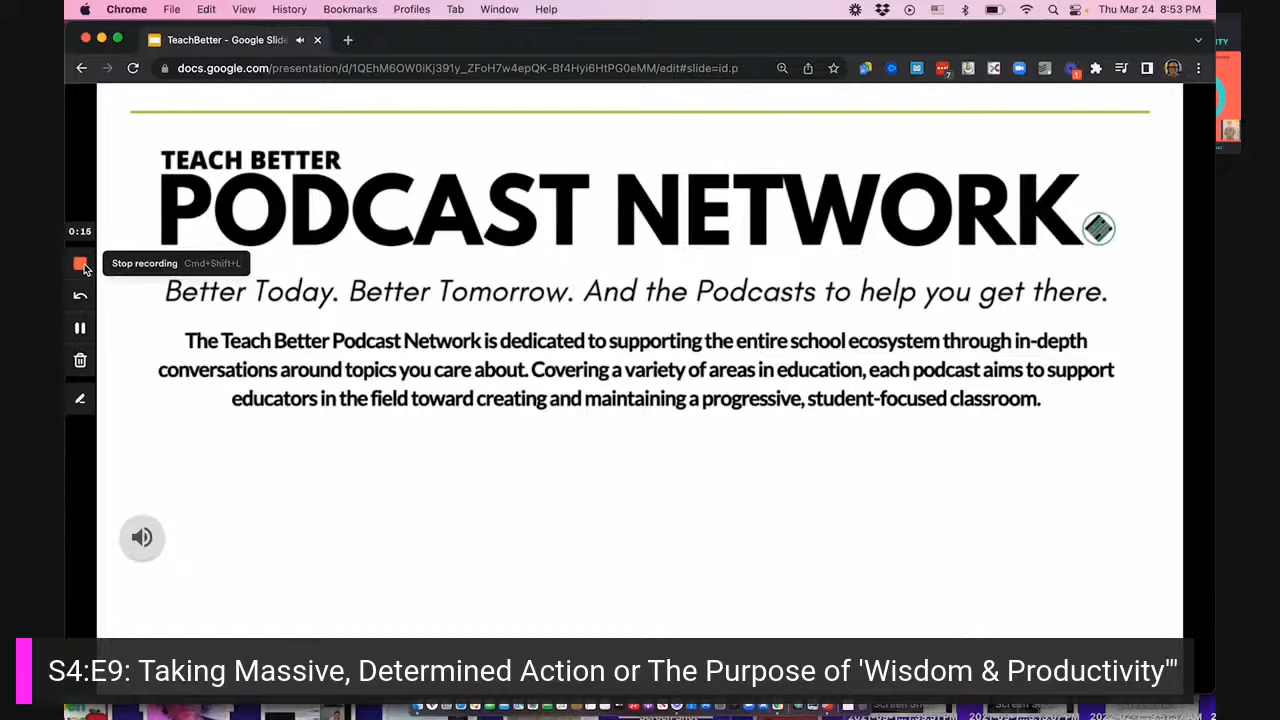 Chrome File Edit View History Bookmarks Profiles Tab Window Help Thu Mar 24 8:53 PM
TeachBetter - Google Slide
docs.google.com/presentation/d/1QEhM6OW0iKj391y_ZFoH7w4epQK-Bf4Hyi6HtPG0eMM/edit#slide=id.p
TEACH BETTER
PODCAST NETWORK
0:15
Stop recording Cmd+Shift+L
Better Today. Better Tomorrow. And the Podcasts to help you get there.
The Teach Better Podcast Network is dedicated to supporting the entire school ecosystem through in-depth
conversations around topics you care about. Covering a variety of areas in education, each podcast aims to support
educators in the field toward creating and maintaining a progressive, student-focused classroom.
S4:E9: Taking Massive, Determined Action or The Purpose of 'Wisdom & Productivity'"